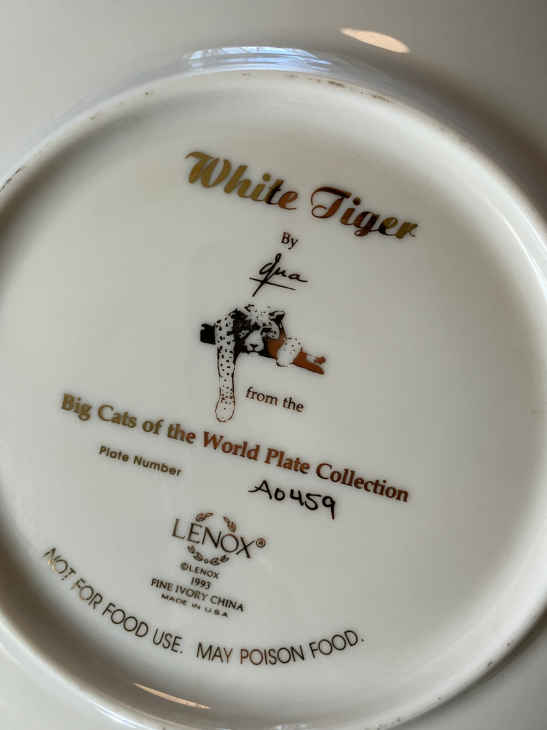 White Tiger
By
from the
Big Cats of the World Plate Collection
Plate Number
A0459
LENOX®
©LENOX
1993
FINE IVORY CHINA
MADE IN U.S.A.
NOT FOR FOOD USE. MAY POISON FOOD.